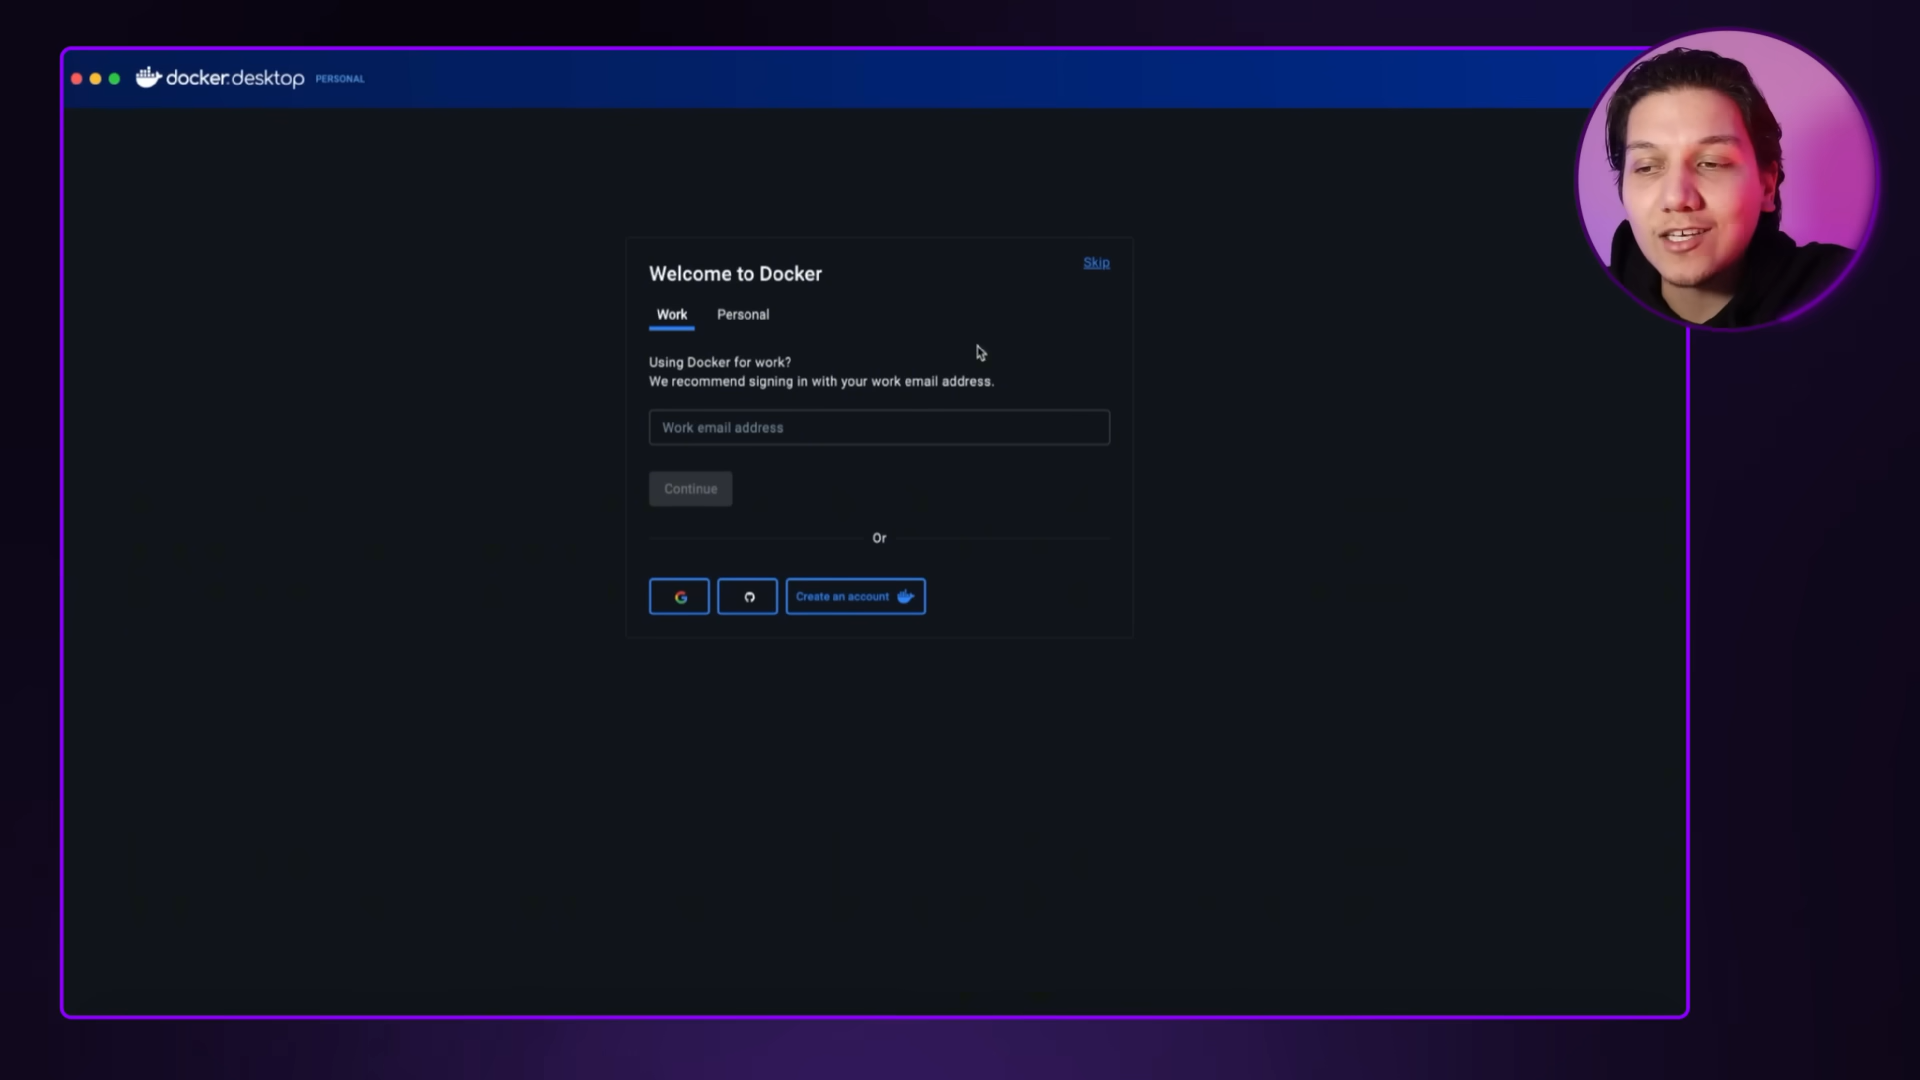 docker.desktop PERSONAL
Welcome to Docker
Skip
Work Personal
Using Docker for work?
We recommend signing in with your work email address.
Work email address
Continue
Or
Create an account